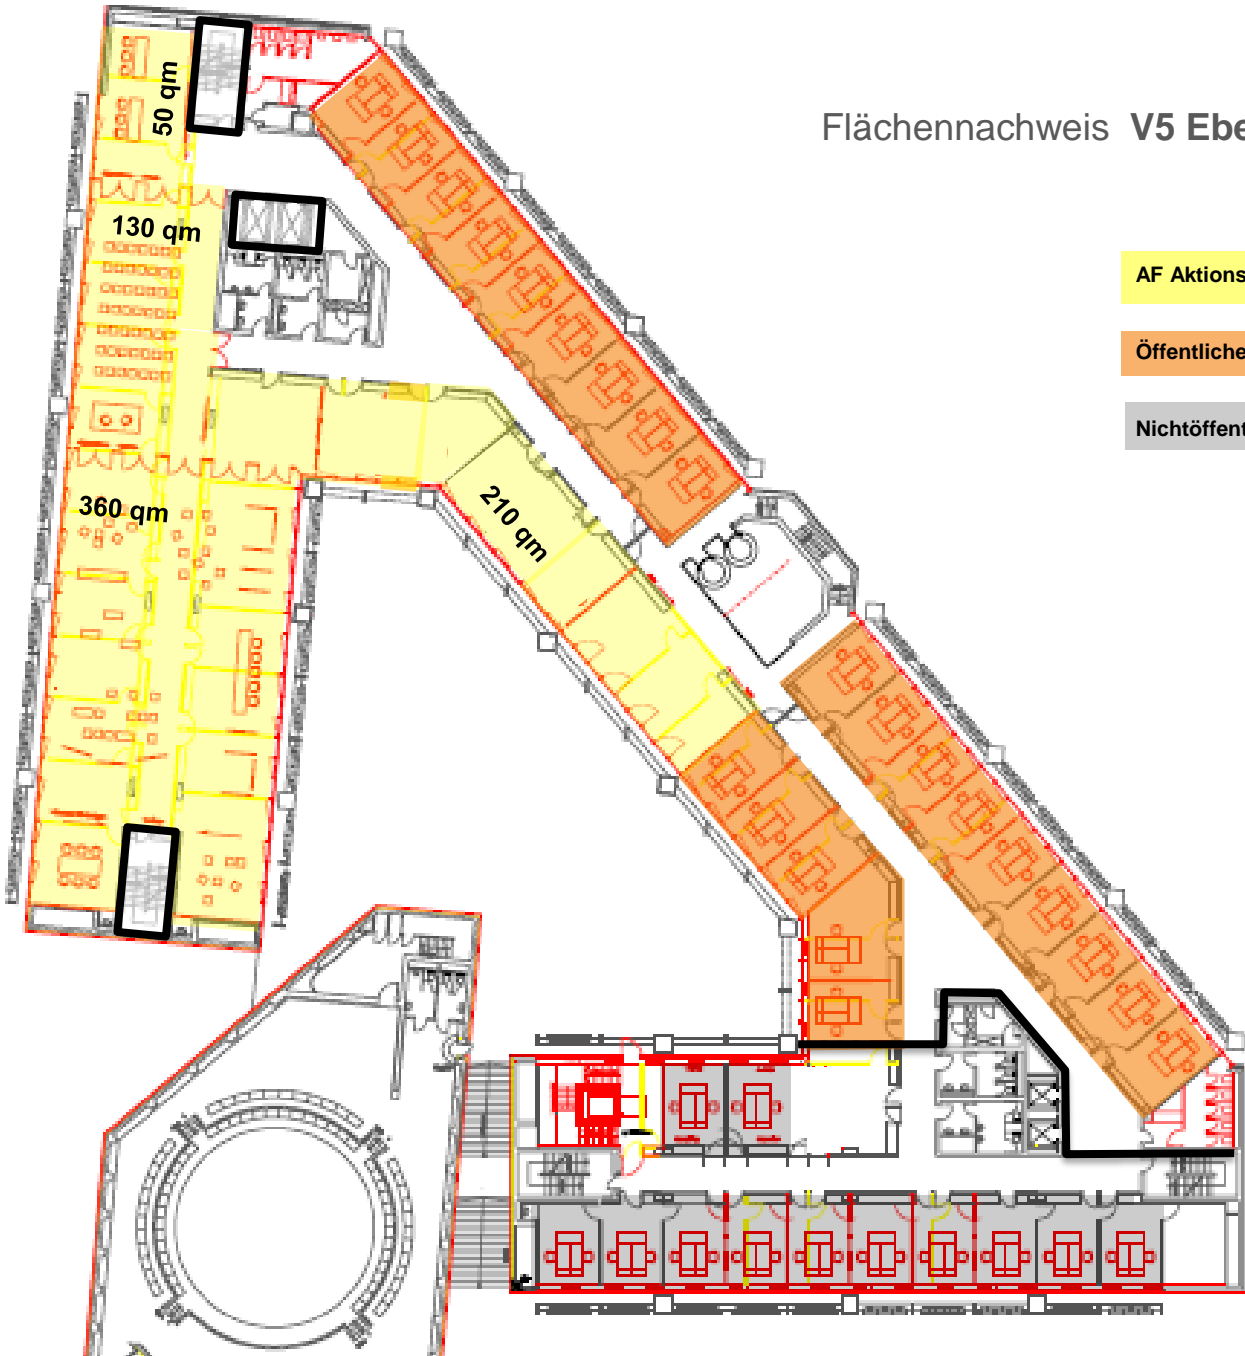 Flächennachweis V5 Ebe
AF Aktions
Öffentliche
Nichtöffent
50 qm
130 qm
360 qm
210 qm